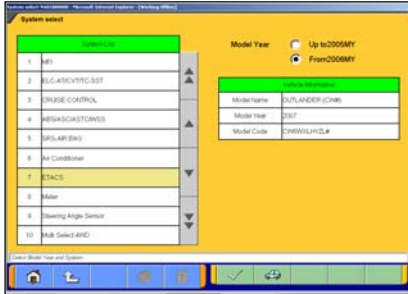 System select
System List
1 MFI
2 ELC-AT/CVT/TC-SST
3 CRUISE CONTROL
4 ABS/ASC/ASTC/WSS
5 SRS-AIR BAG
6 Air Conditioner
7 ETACS
8 Meter
9 Steering Angle Sensor
10 Multi Select 4WD
Model Year
Up to2005MY
From2006MY
Vehicle Information
Model Name OUTLANDER (CW#)
Model Year 2007
Model Code
Select Model Year and System.